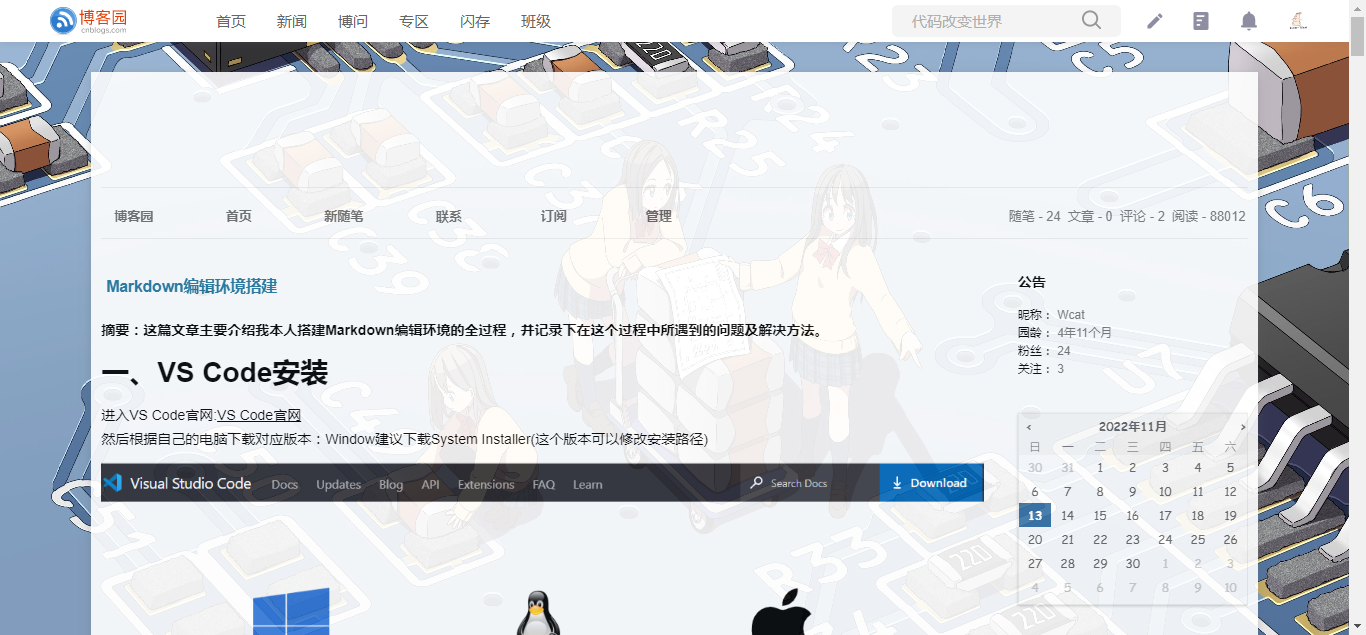 博客园
cnblogs.com
首页 新闻 博问 专区 闪存 班级
代码改变世界
博客园 首页 新随笔 联系 订阅 管理
随笔 - 24 文章 - 0 评论 - 2 阅读 - 88012
Markdown编辑环境搭建
摘要：这篇文章主要介绍我本人搭建Markdown编辑环境的全过程，并记录下在这个过程中所遇到的问题及解决方法。
一、VS Code安装
进入VS Code官网:VS Code官网
然后根据自己的电脑下载对应版本：Window建议下载System Installer(这个版本可以修改安装路径)
Visual Studio Code Docs Updates Blog API Extensions FAQ Learn Search Docs Download
公告
昵称： Wcat
园龄： 4年11个月
粉丝： 24
关注： 3
‹ 2022年11月 ›
日 一 二 三 四 五 六
30 31 1 2 3 4 5
6 7 8 9 10 11 12
13 14 15 16 17 18 19
20 21 22 23 24 25 26
27 28 29 30 1 2 3
4 5 6 7 8 9 10
220
R23
C5
R24
R25
C6
C39
C36
C45
U7
R33
220
220